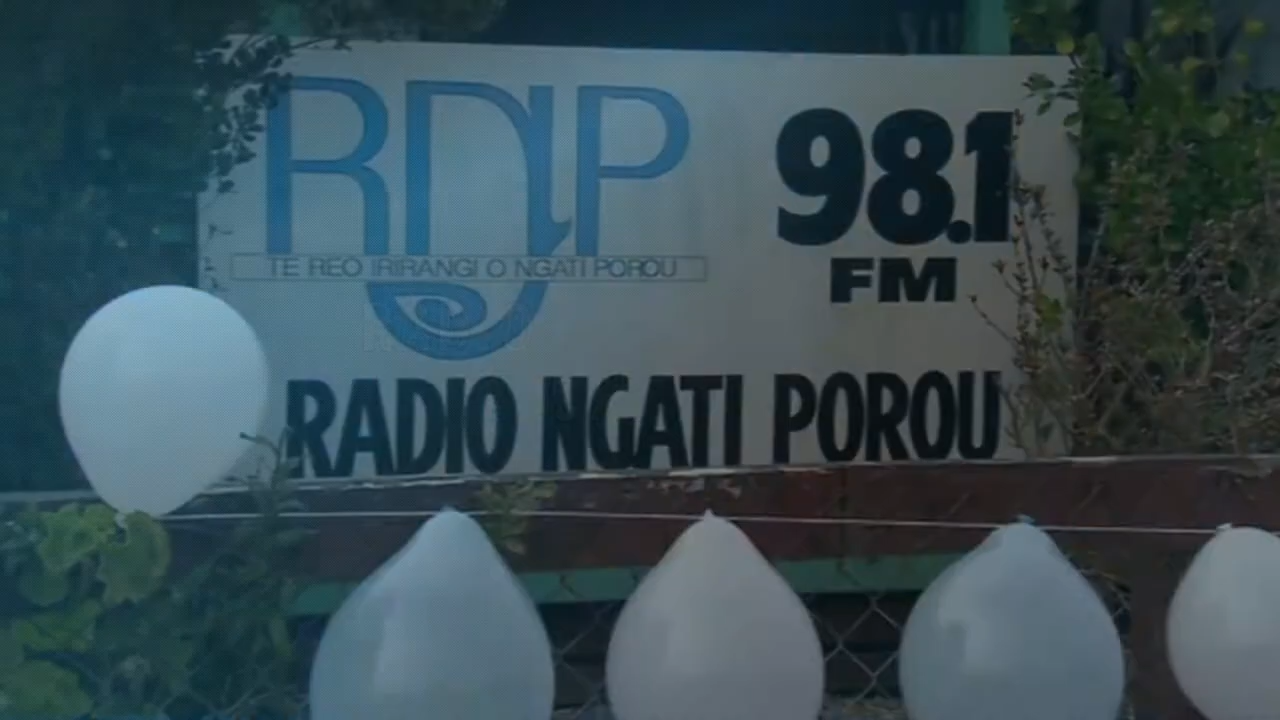 RNP
98.1
FM
TE REO IRIRANGI O NGATI POROU
RADIO NGATI POROU